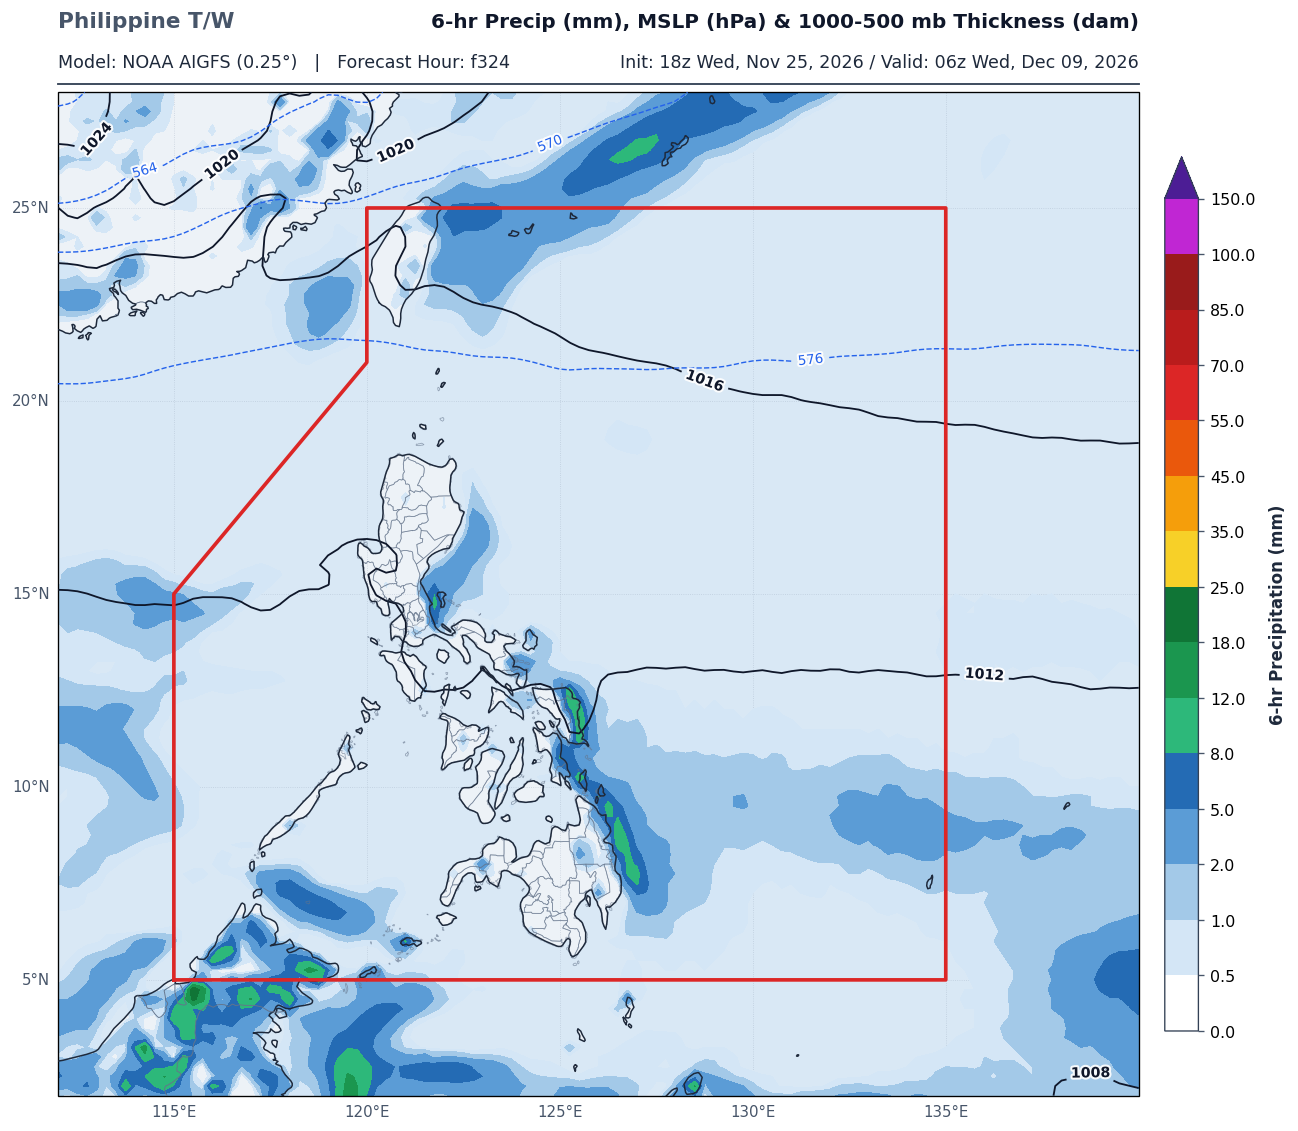 Philippine T/W
6-hr Precip (mm), MSLP (hPa) & 1000-500 mb Thickness (dam)
Model: NOAA AIGFS (0.25°) | Forecast Hour: f324
Init: 18z Wed, Nov 25, 2026 / Valid: 06z Wed, Dec 09, 2026
1024
564
1020
1020
570
576
1016
1012
1008
25°N
20°N
15°N
10°N
5°N
115°E
120°E
125°E
130°E
135°E
150.0
100.0
85.0
70.0
55.0
45.0
35.0
25.0
18.0
12.0
8.0
5.0
2.0
1.0
0.5
0.0
6-hr Precipitation (mm)